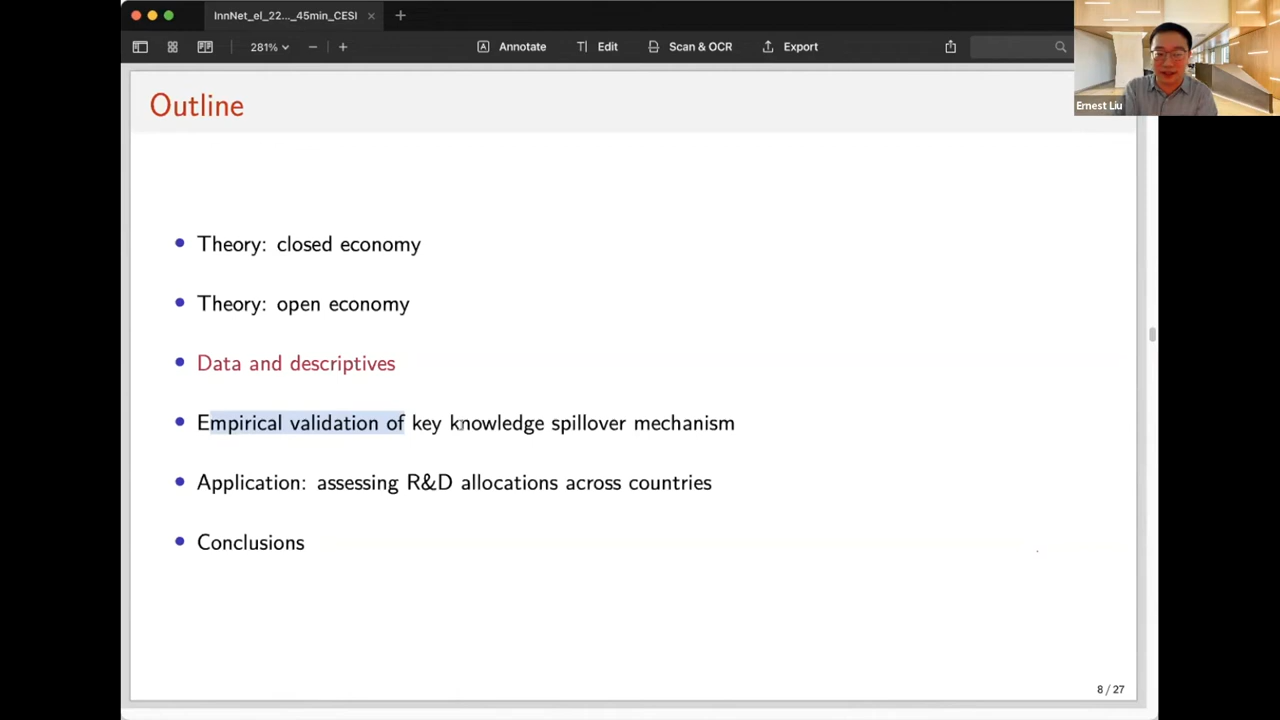 InnNet_el_22..._45min_CESI
281%
Annotate
Edit
Scan & OCR
Export
Ernest Liu
Outline
Theory: closed economy
Theory: open economy
Data and descriptives
Empirical validation of key knowledge spillover mechanism
Application: assessing R&D allocations across countries
Conclusions
8 / 27